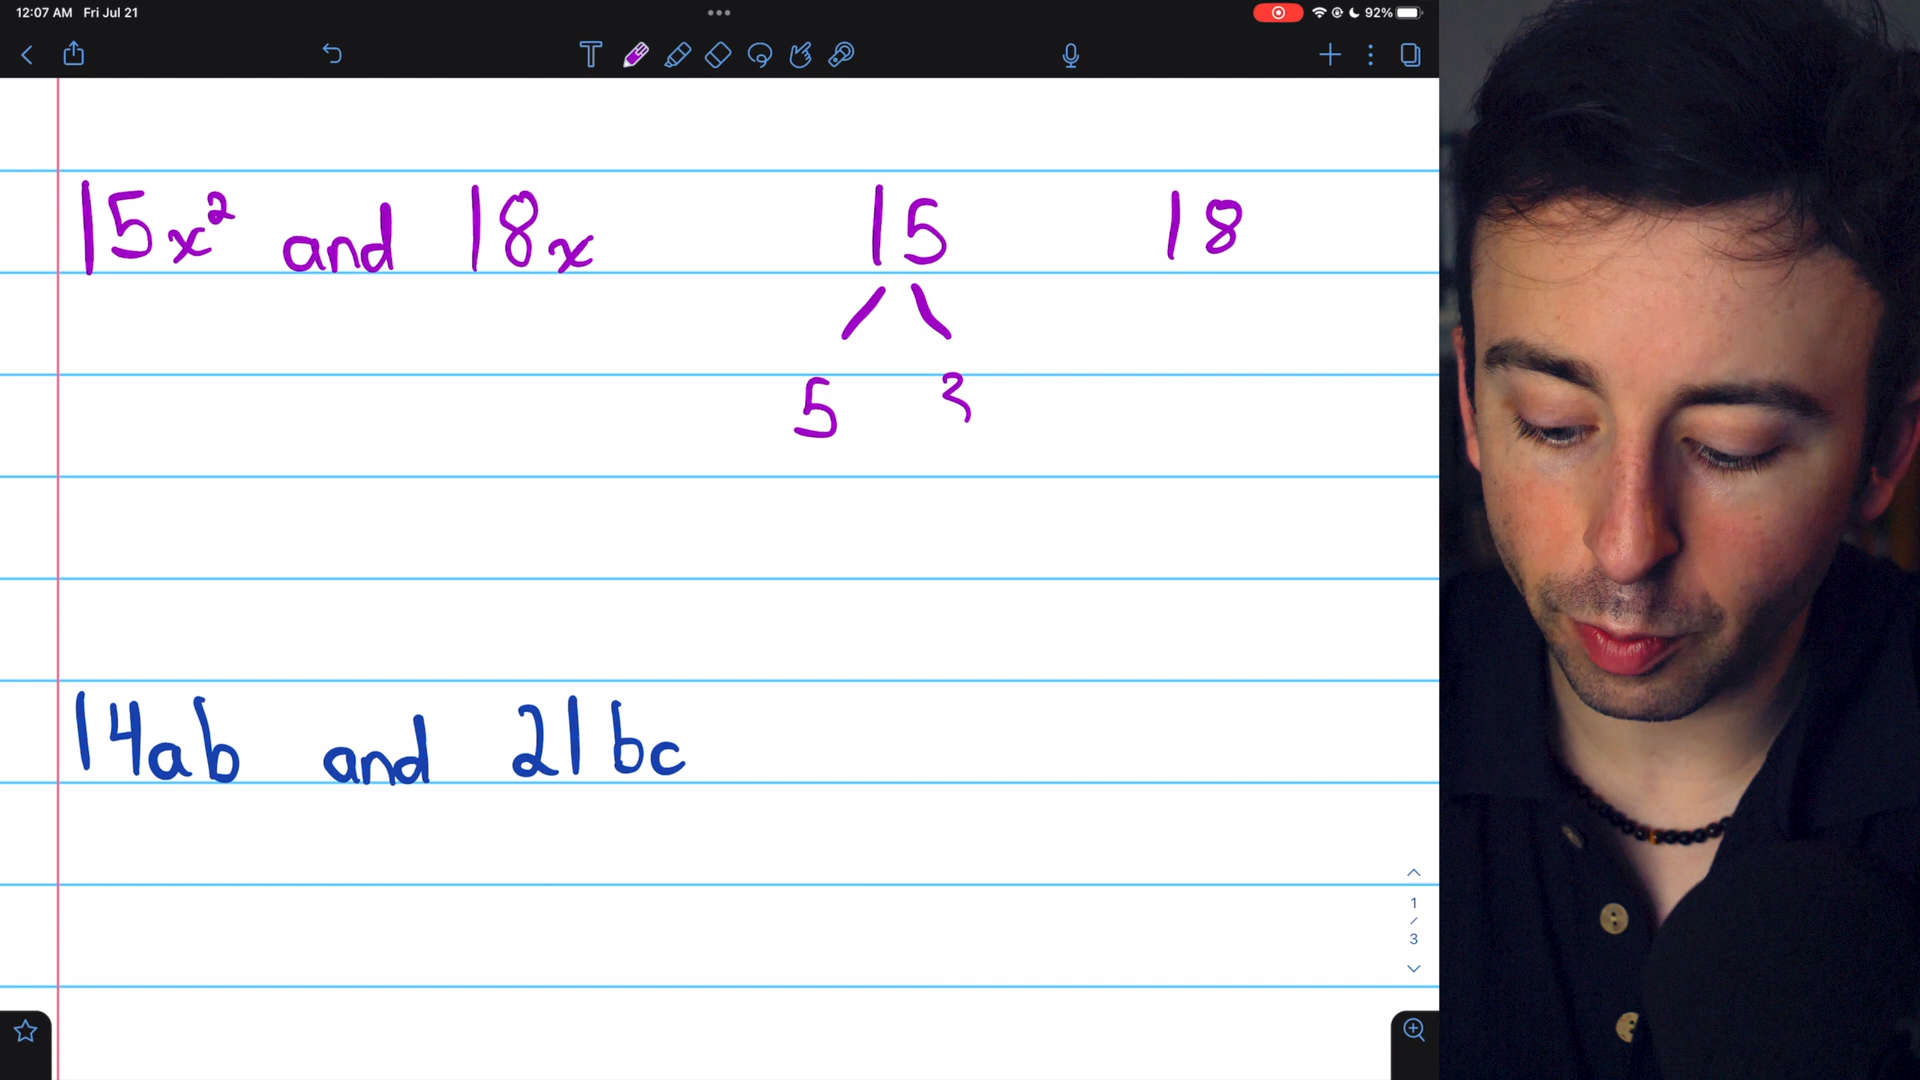 12:07 AM Fri Jul 21
92%
15x² and 18x 15 18
5 3
14ab and 21bc
1
/
3